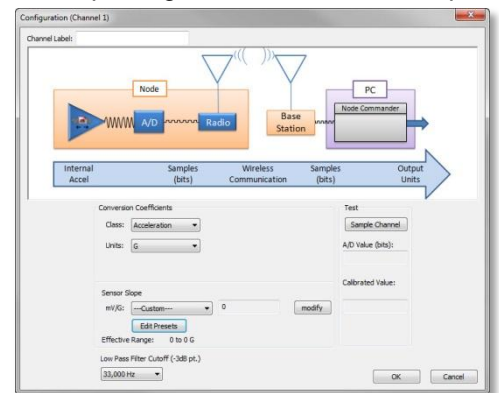 Configuration (Channel 1)
Channel Label:
Node
PC
Node Commander
A/D
Radio
Base
Station
Internal
Accel
Samples
(bits)
Wireless
Communication
Samples
(bits)
Output
Units
Conversion Coefficients
Class: Acceleration
Units: G
Test
Sample Channel
A/D Value (bits):
Calibrated Value:
Sensor Slope
mV/G: ---Custom--- 0 modify
Edit Presets
Effective Range: 0 to 0 G
Low Pass Filter Cutoff (-3dB pt.)
33,000 Hz
OK Cancel